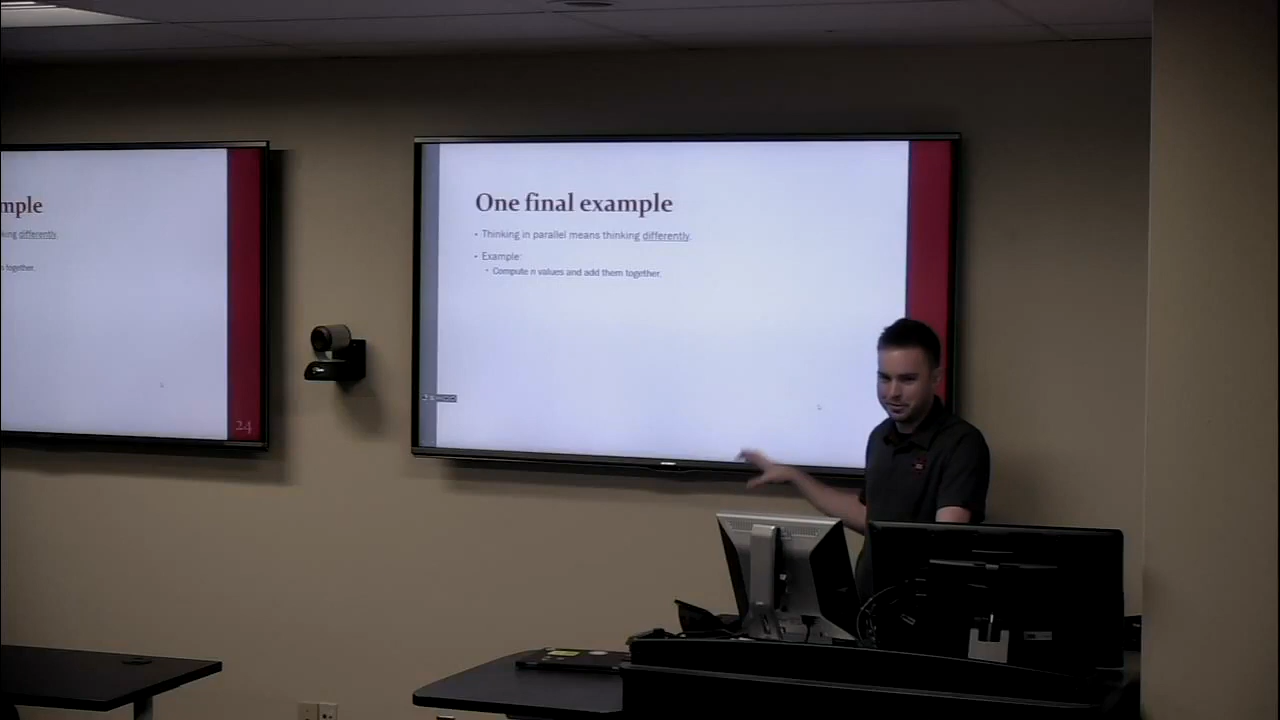 mple
king differently.
s together.
24
One final example
• Thinking in parallel means thinking differently.
• Example:
• Compute n values and add them together.